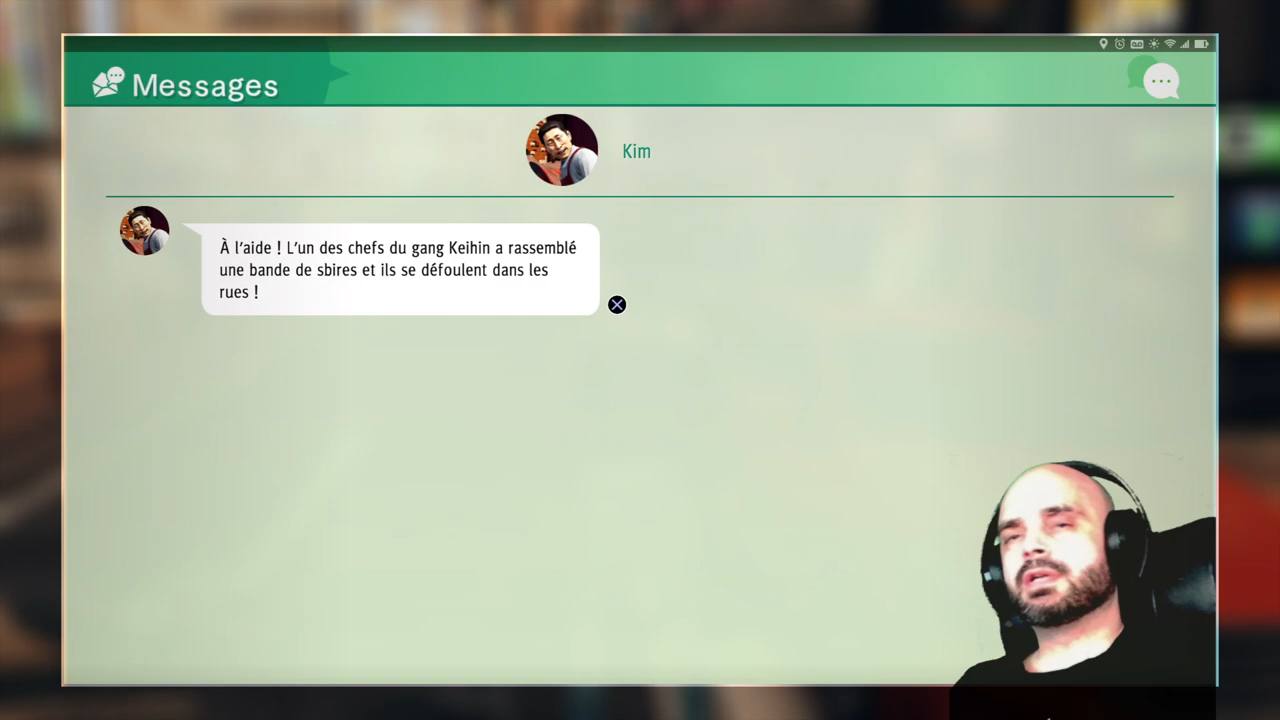 Messages
Kim
À l'aide ! L'un des chefs du gang Keihin a rassemblé
une bande de sbires et ils se défoulent dans les
rues !